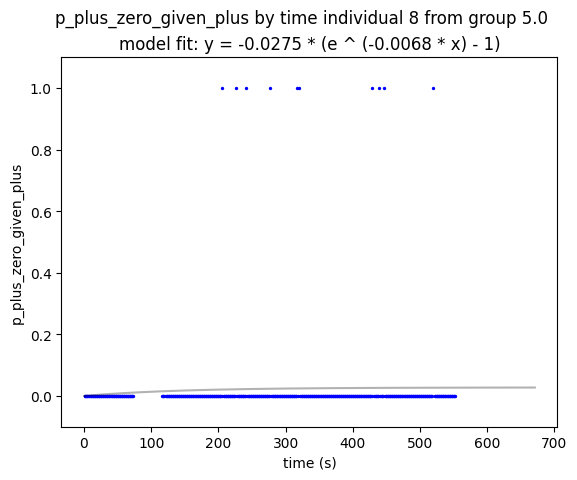 p_plus_zero_given_plus by time individual 8 from group 5.0
model fit: y = -0.0275 * (e ^ (-0.0068 * x) - 1)
1.0
0.8
0.6
0.4
0.2
0.0
p_plus_zero_given_plus
0 100 200 300 400 500 600 700
time (s)